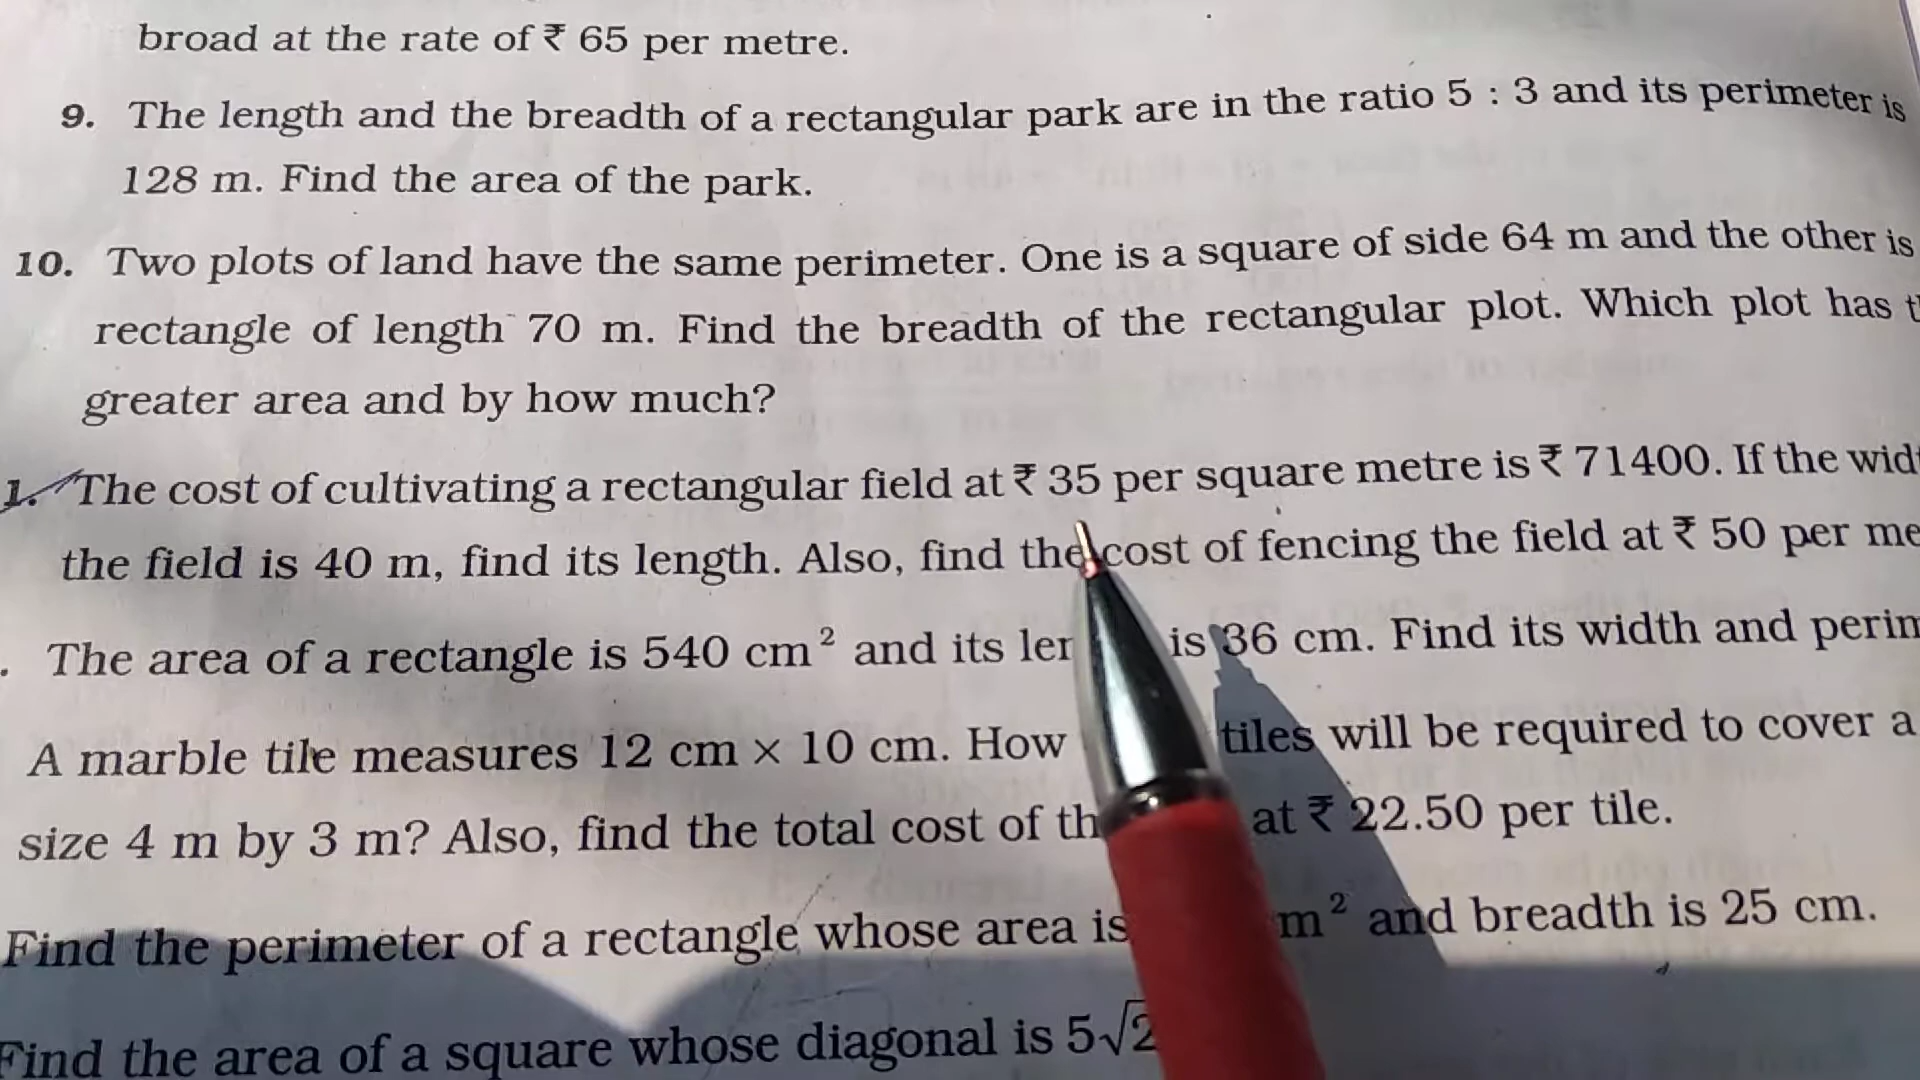 broad at the rate of ₹ 65 per metre.
9. The length and the breadth of a rectangular park are in the ratio 5 : 3 and its perimeter is
128 m. Find the area of the park.
10. Two plots of land have the same perimeter. One is a square of side 64 m and the other is
rectangle of length 70 m. Find the breadth of the rectangular plot. Which plot has
greater area and by how much?
1. The cost of cultivating a rectangular field at ₹ 35 per square metre is ₹ 71400. If the
the field is 40 m, find its length. Also, find the cost of fencing the field at ₹ 50 per
. The area of a rectangle is 540 cm² and its is 36 cm. Find its width and
A marble tile measures 12 cm × 10 cm. How tiles will be required to cover a
size 4 m by 3 m? Also, find the total cost of at ₹ 22.50 per tile.
Find the perimeter of a rectangle whose area is m² and breadth is 25 cm.
Find the area of a square whose diagonal is 5√2